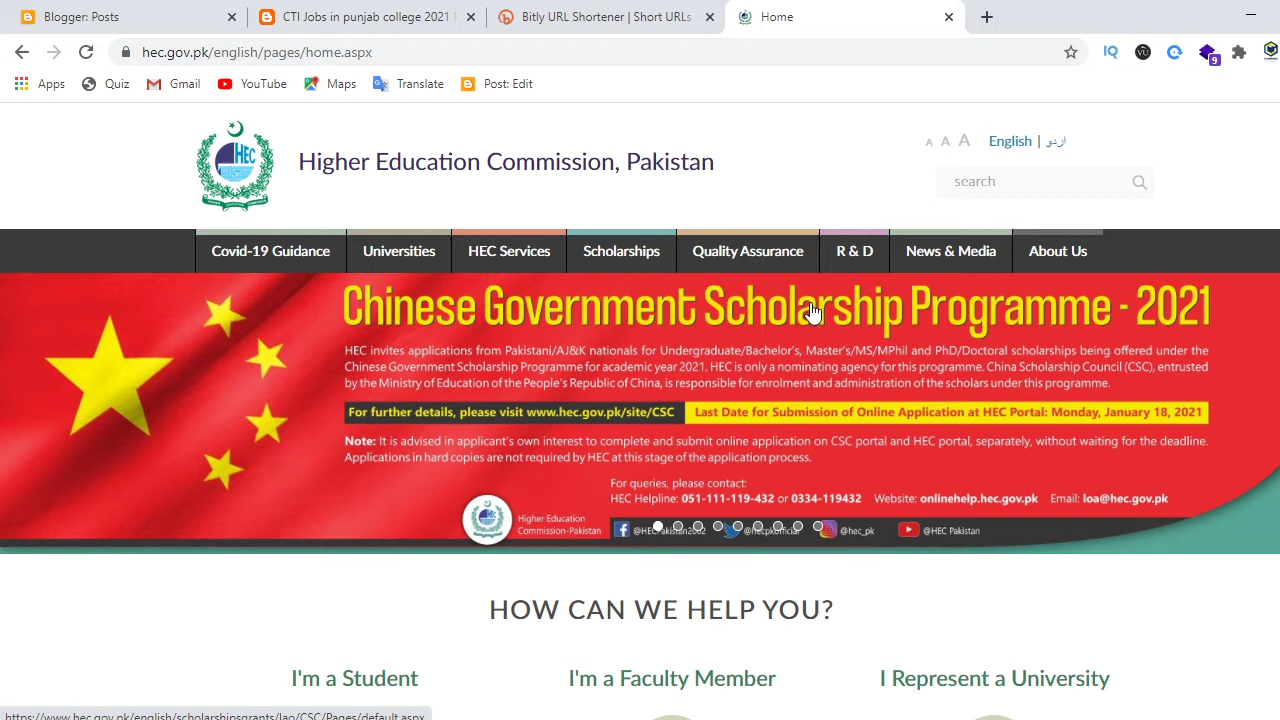 Blogger: Posts
CTI Jobs in punjab college 2021
Bitly URL Shortener | Short URLs
Home
hec.gov.pk/english/pages/home.aspx
IQ
VU
9
Apps
Quiz
Gmail
YouTube
Maps
Translate
Post: Edit
HEC
Higher Education Commission, Pakistan
A A A
English | اردو
search
Covid-19 Guidance
Universities
HEC Services
Scholarships
Quality Assurance
R & D
News & Media
About Us
Chinese Government Scholarship Programme - 2021
HEC invites applications from Pakistani/AJ&K nationals for Undergraduate/Bachelor's, Master's/MS/MPhil and PhD/Doctoral scholarships being offered under the
Chinese Government Scholarship Programme for academic year 2021. HEC is only a nominating agency for this programme. China Scholarship Council (CSC), entrusted
by the Ministry of Education of the People's Republic of China, is responsible for enrolment and administration of the scholars under this programme.
For further details, please visit www.hec.gov.pk/site/CSC
Last Date for Submission of Online Application at HEC Portal: Monday, January 18, 2021
Note: It is advised in applicant's own interest to complete and submit online application on CSC portal and HEC portal, separately, without waiting for the deadline.
Applications in hard copies are not required by HEC at this stage of the application process.
For queries, please contact:
HEC Helpline: 051-111-119-432 or 0334-119432 Website: onlinehelp.hec.gov.pk Email: loa@hec.gov.pk
Higher Education
Commission-Pakistan
@HECPakistan2002
@hecpkofficial
@hec_pk
@HEC Pakistan
HOW CAN WE HELP YOU?
I'm a Student
I'm a Faculty Member
I Represent a University
https://www.hec.gov.pk/english/scholarshipsgrants/lao/CSC/Pages/default.aspx